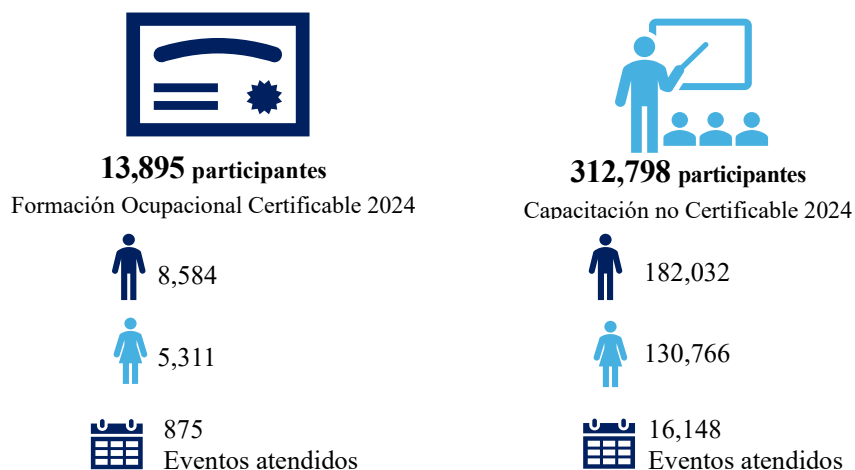 13,895 participantes
Formación Ocupacional Certificable 2024
8,584
5,311
875
Eventos atendidos
312,798 participantes
Capacitación no Certificable 2024
182,032
130,766
16,148
Eventos atendidos